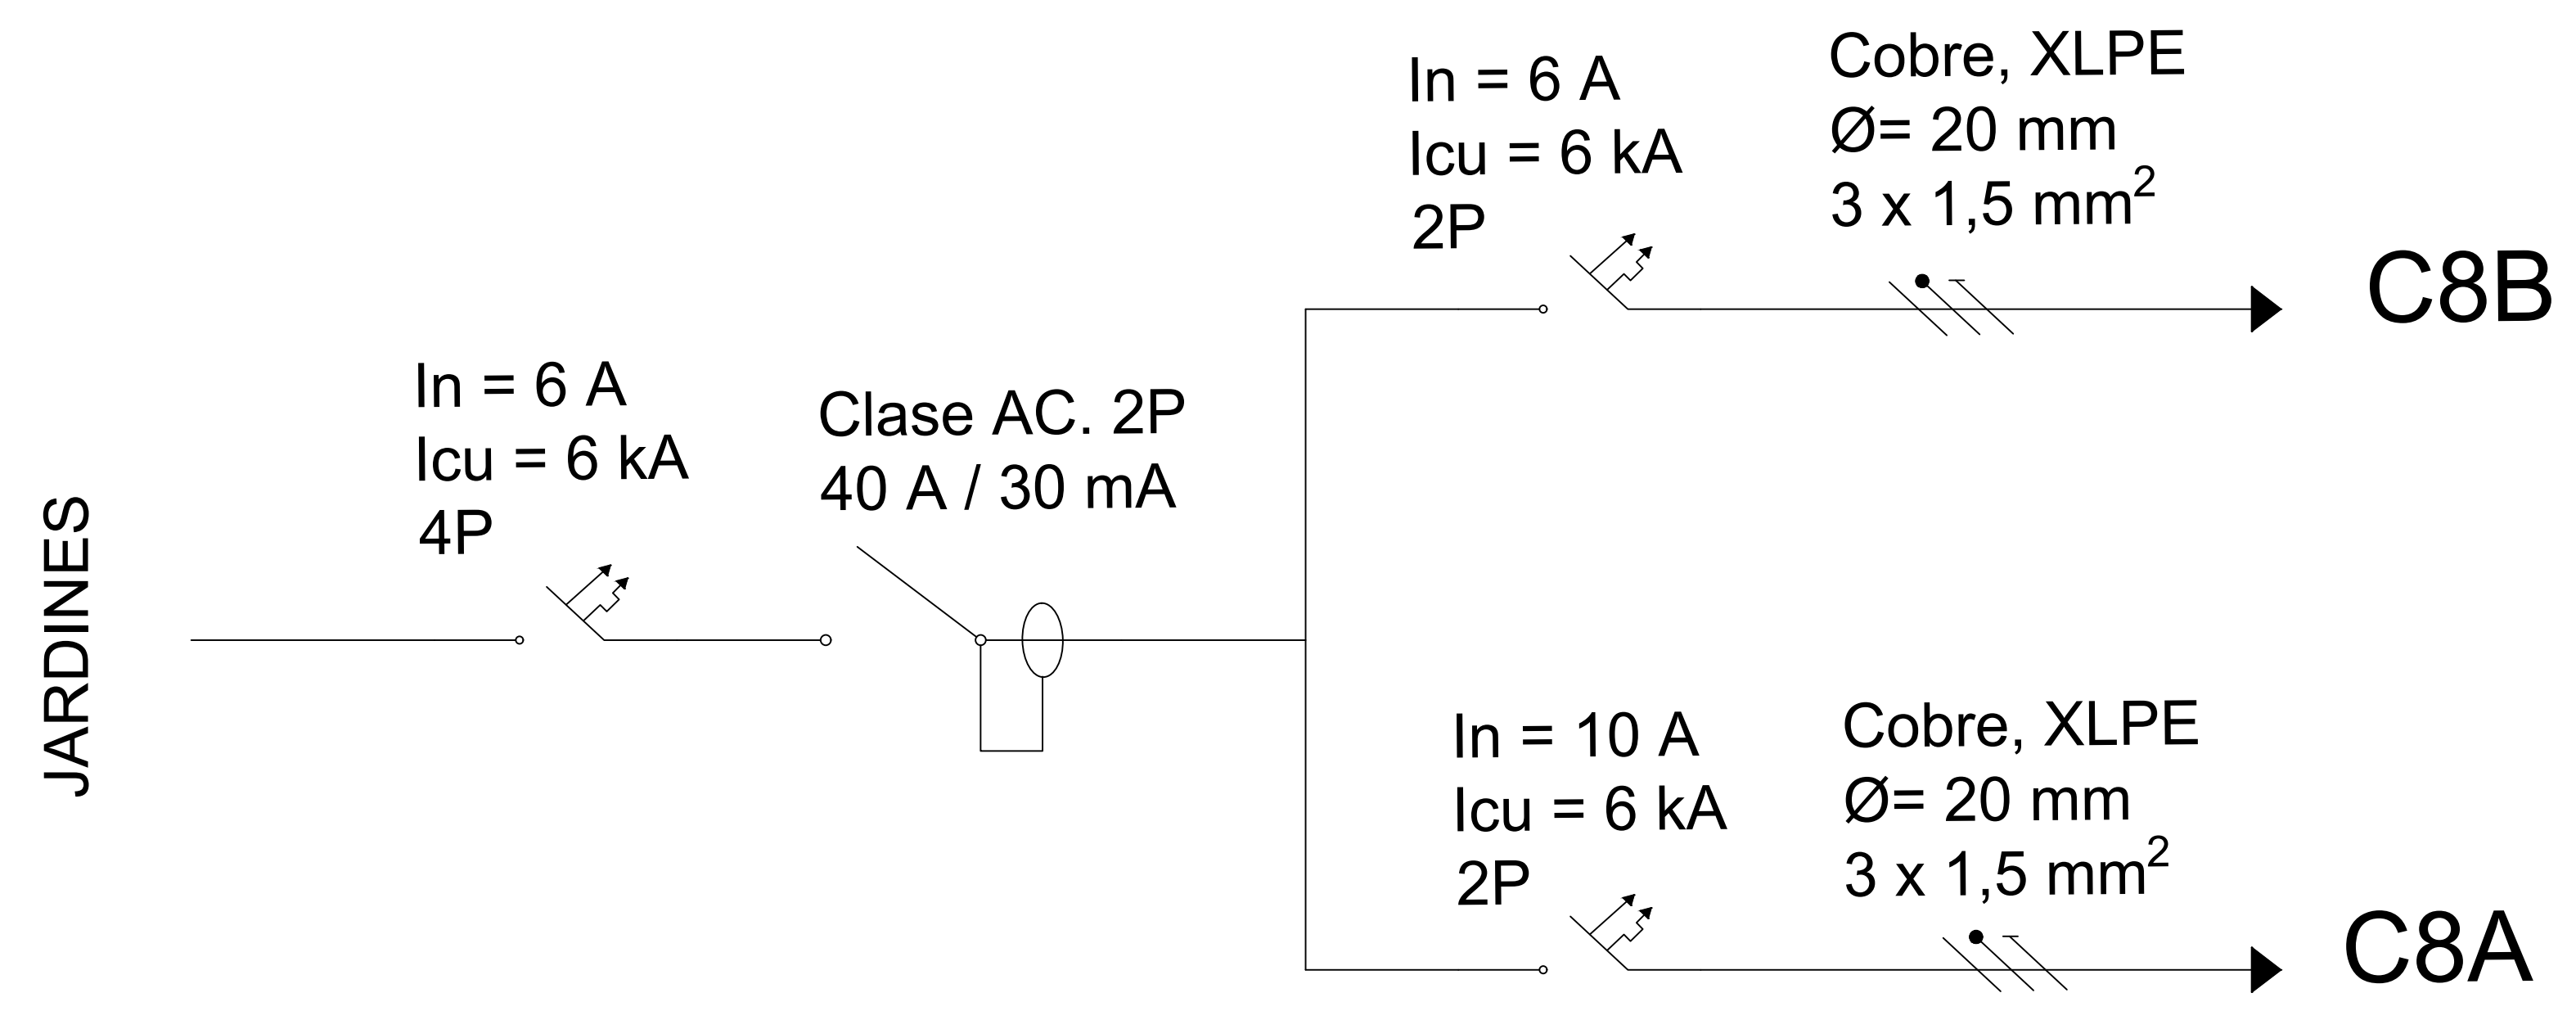 JARDINES
In = 6 A
Icu = 6 kA
4P
Clase AC. 2P
40 A / 30 mA
In = 6 A
Icu = 6 kA
2P
Cobre, XLPE
Ø= 20 mm
3 x 1,5 mm²
C8B
In = 10 A
Icu = 6 kA
2P
Cobre, XLPE
Ø= 20 mm
3 x 1,5 mm²
C8A